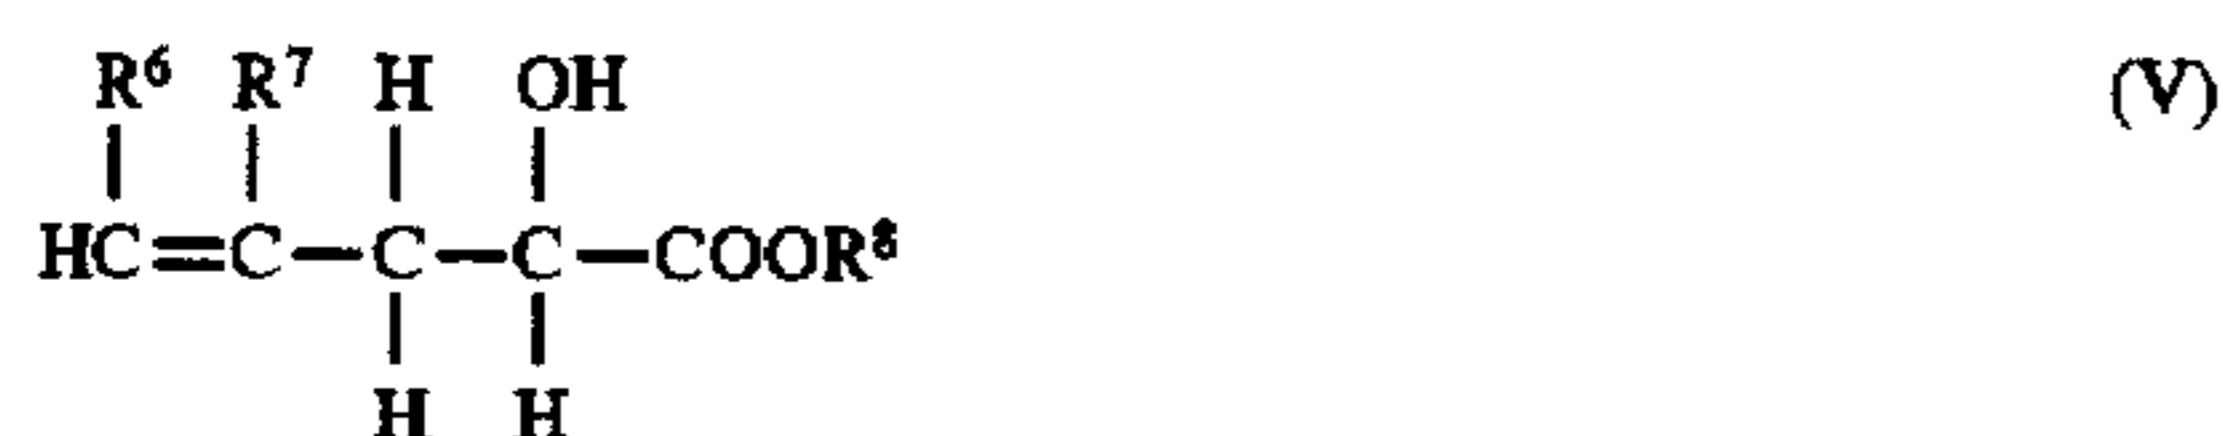 R⁶ R⁷ H OH (V)
HC=C—C—C—COOR⁸
H H